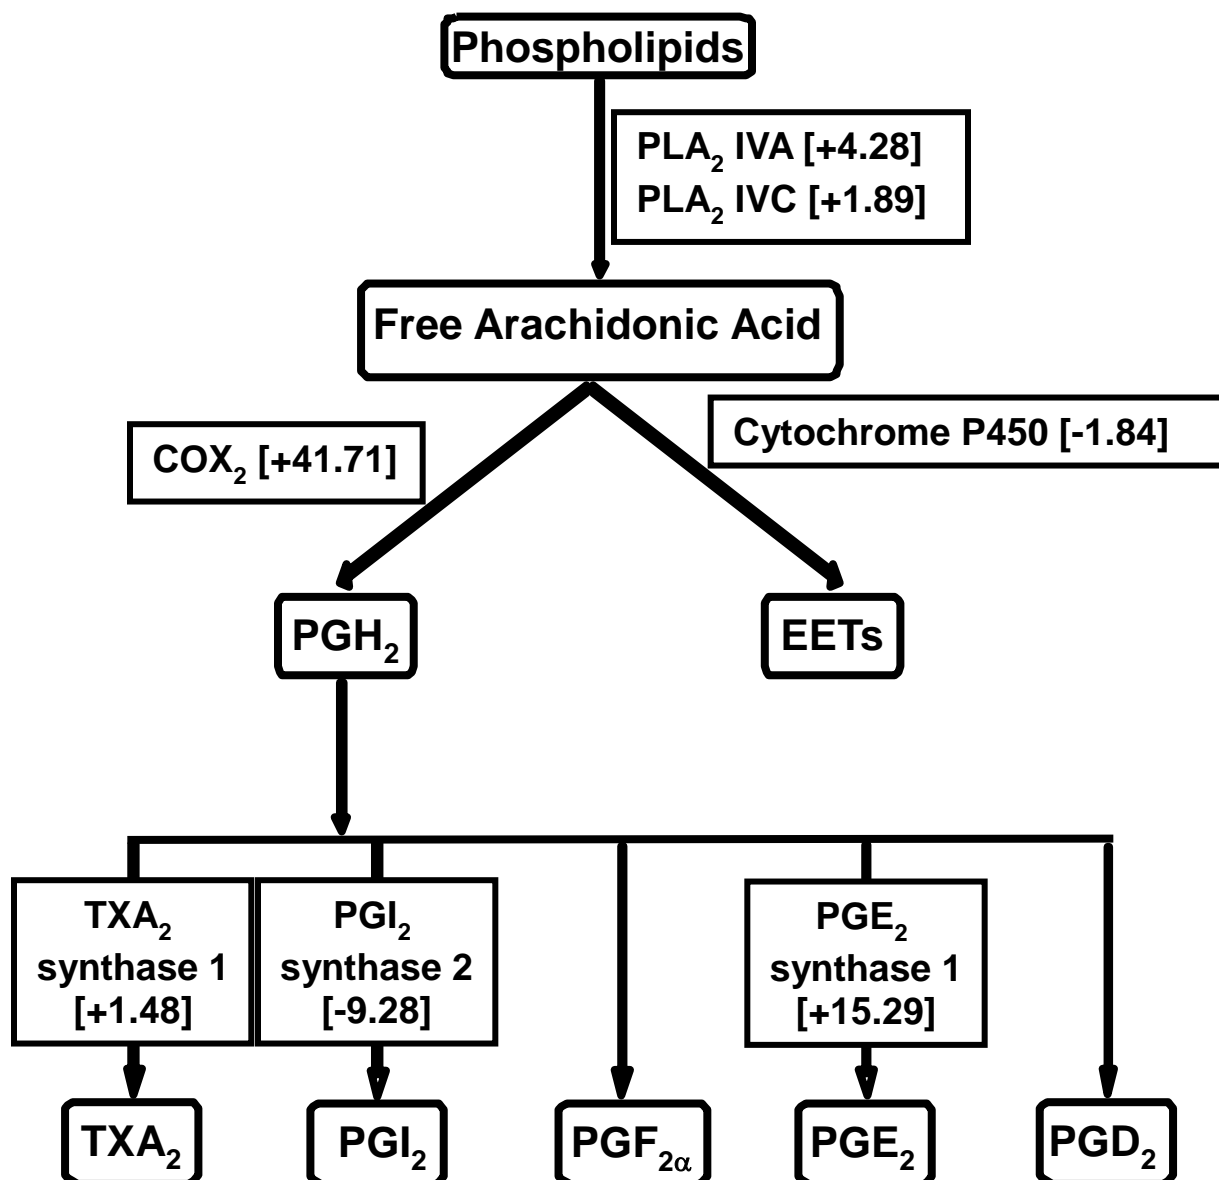 Phospholipids
PLA₂ IVA [+4.28]
PLA₂ IVC [+1.89]
Free Arachidonic Acid
COX₂ [+41.71]
Cytochrome P450 [-1.84]
PGH₂
EETs
TXA₂
synthase 1
[+1.48]
PGI₂
synthase 2
[-9.28]
PGE₂
synthase 1
[+15.29]
TXA₂
PGI₂
PGF₂α
PGE₂
PGD₂